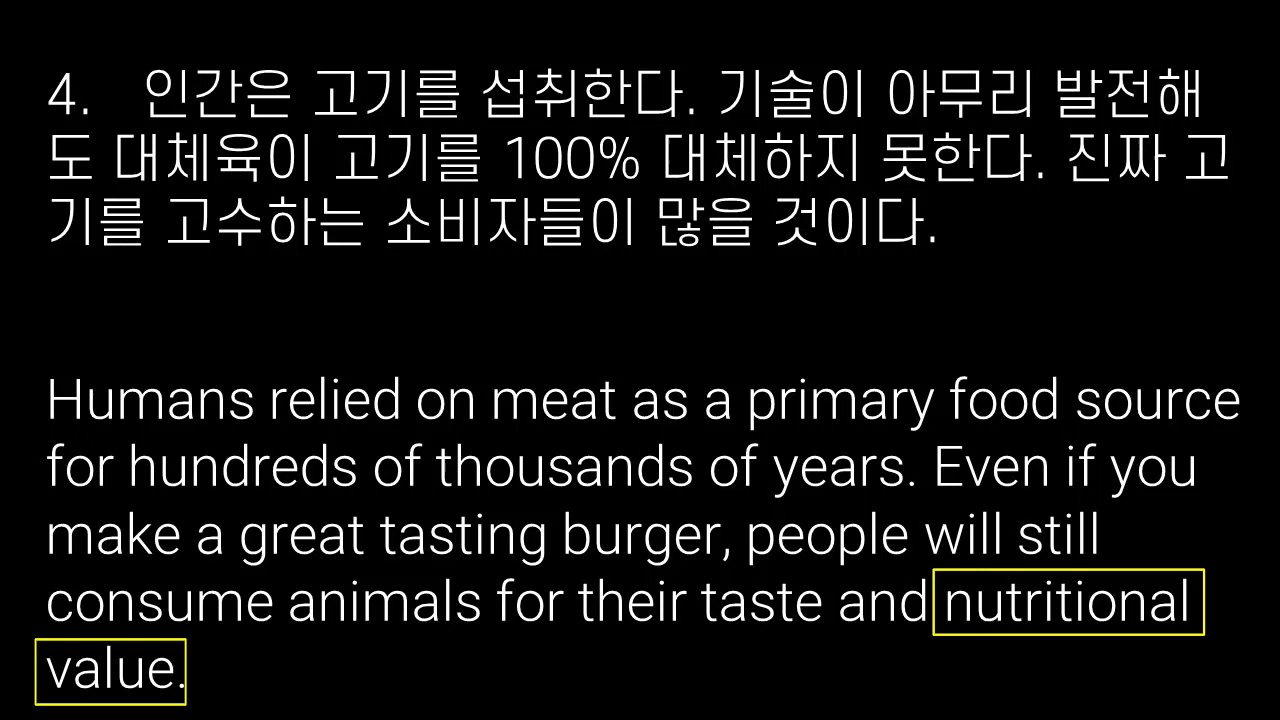 4. 인간은 고기를 섭취한다. 기술이 아무리 발전해
도 대체육이 고기를 100% 대체하지 못한다. 진짜 고
기를 고수하는 소비자들이 많을 것이다.
Humans relied on meat as a primary food source
for hundreds of thousands of years. Even if you
make a great tasting burger, people will still
consume animals for their taste and nutritional
value.